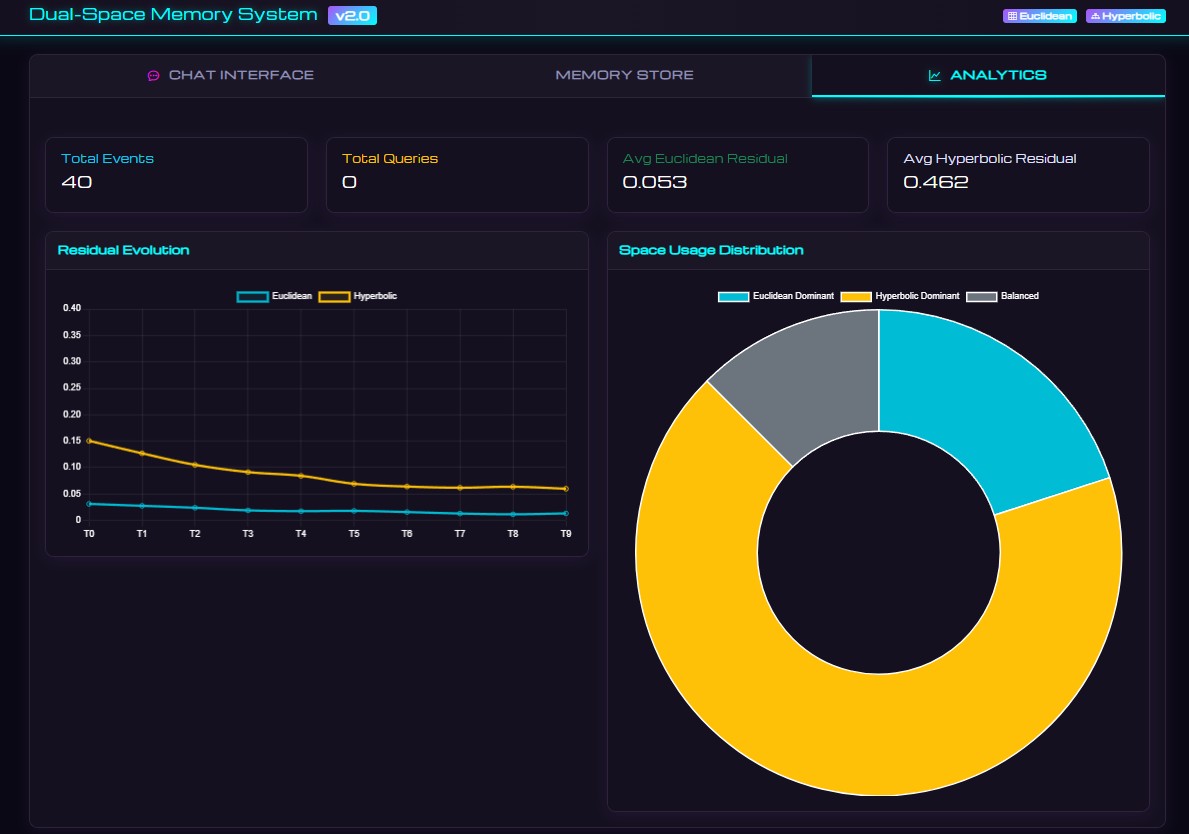 Dual-Space Memory System v2.0 Euclidean Hyperbolic
CHAT INTERFACE MEMORY STORE ANALYTICS
Total Events Total Queries Avg Euclidean Residual Avg Hyperbolic Residual
40 0 0.053 0.462
Residual Evolution
Euclidean Hyperbolic
0.40
0.35
0.30
0.25
0.20
0.15
0.10
0.05
0
T0 T1 T2 T3 T4 T5 T6 T7 T8 T9
Space Usage Distribution
Euclidean Dominant Hyperbolic Dominant Balanced